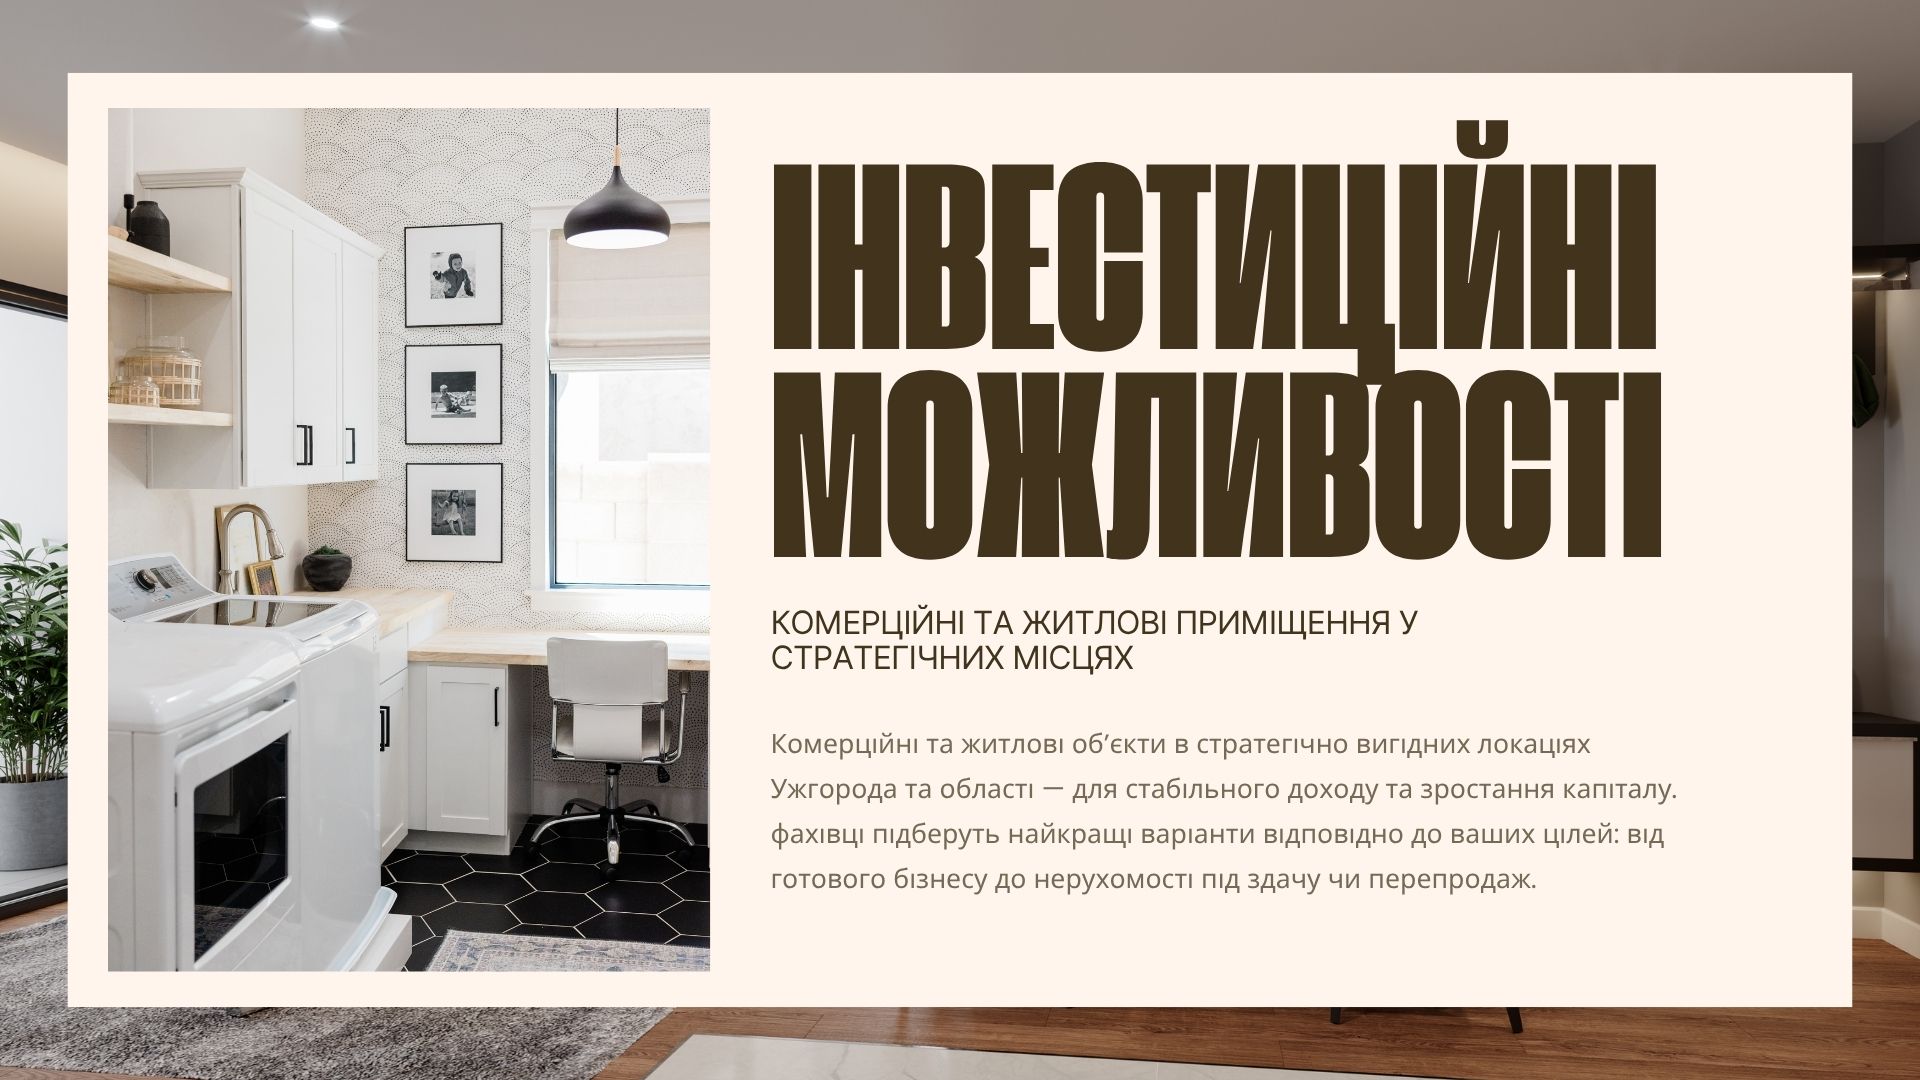 ІНВЕСТИЦІЙНІ
МОЖЛИВОСТІ
КОМЕРЦІЙНІ ТА ЖИТЛОВІ ПРИМІЩЕННЯ У
СТРАТЕГІЧНИХ МІСЦЯХ
Комерційні та житлові об’єкти в стратегічно вигідних локаціях
Ужгорода та області — для стабільного доходу та зростання капіталу.
фахівці підберуть найкращі варіанти відповідно до ваших цілей: від
готового бізнесу до нерухомості під здачу чи перепродаж.